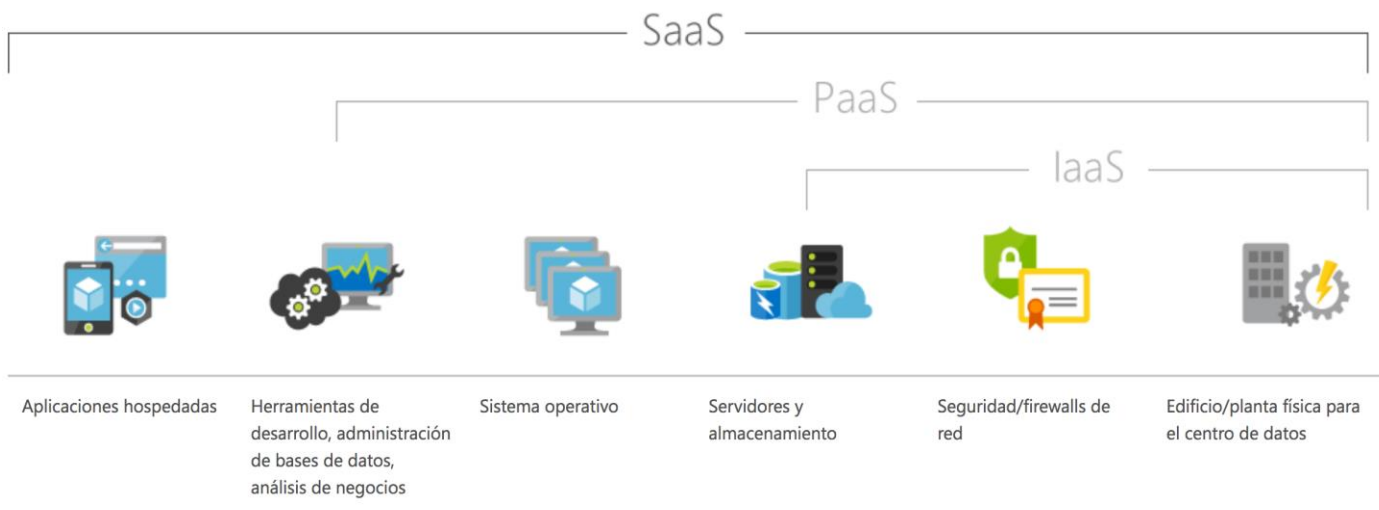 SaaS
PaaS
IaaS
Aplicaciones hospedadas
Herramientas de
desarrollo, administración
de bases de datos,
análisis de negocios
Sistema operativo
Servidores y
almacenamiento
Seguridad/firewalls de
red
Edificio/planta física para
el centro de datos